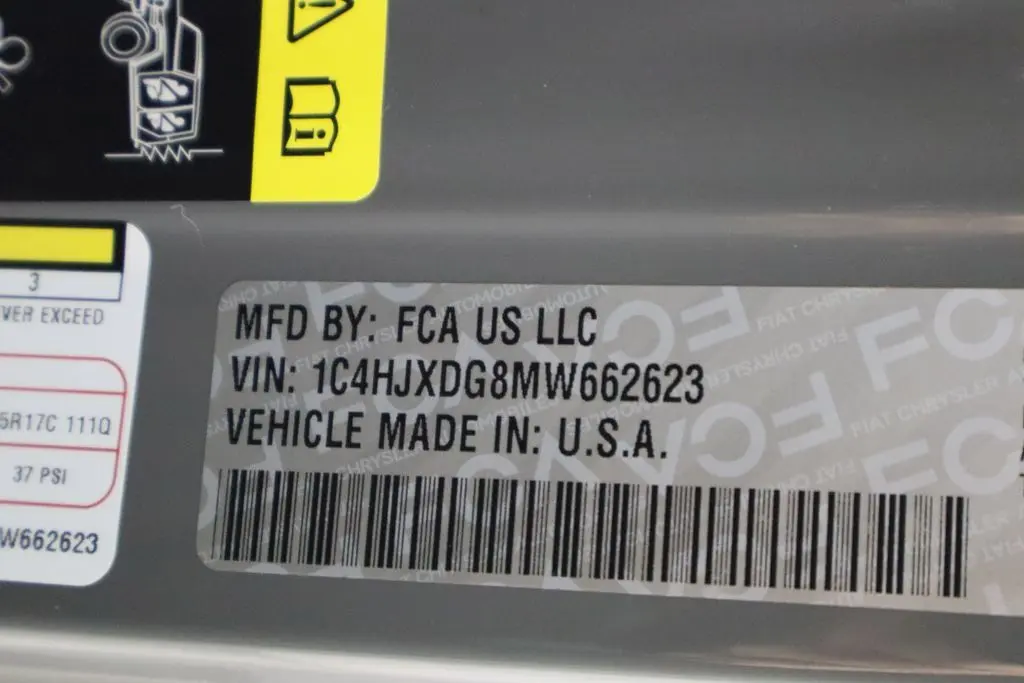 3
VER EXCEED
5R17C 111Q
37 PSI
W662623
MFD BY: FCA US LLC
VIN: 1C4HJXDG8MW662623
VEHICLE MADE IN: U.S.A.